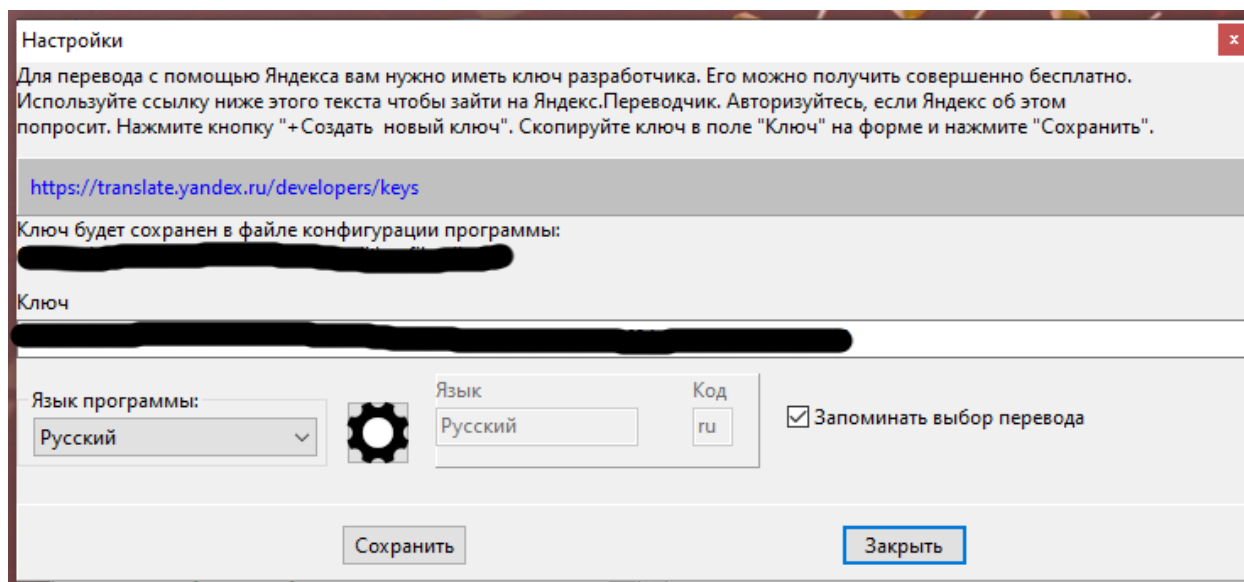 Настройки
Для перевода с помощью Яндекса вам нужно иметь ключ разработчика. Его можно получить совершенно бесплатно.
Используйте ссылку ниже этого текста чтобы зайти на Яндекс.Переводчик. Авторизуйтесь, если Яндекс об этом
попросит. Нажмите кнопку "+Создать  новый ключ". Скопируйте ключ в поле "Ключ" на форме и нажмите "Сохранить".
https://translate.yandex.ru/developers/keys
Ключ будет сохранен в файле конфигурации программы:
Ключ
Язык программы:
Русский
Язык
Код
Русский
ru
Запоминать выбор перевода
Сохранить
Закрыть